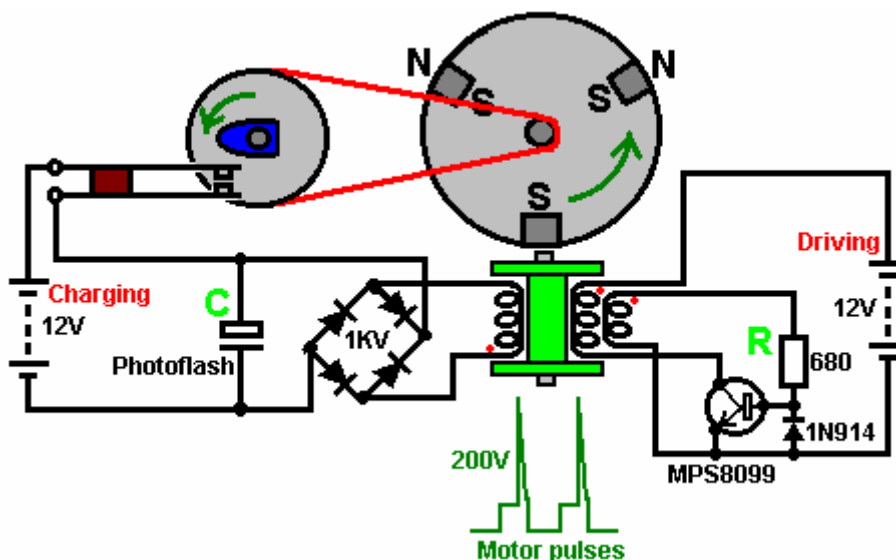 N
N
S
S
S
Charging
12V
C
Photoflash
1KV
Driving
12V
R
680
1N914
MPS8099
200V
Motor pulses